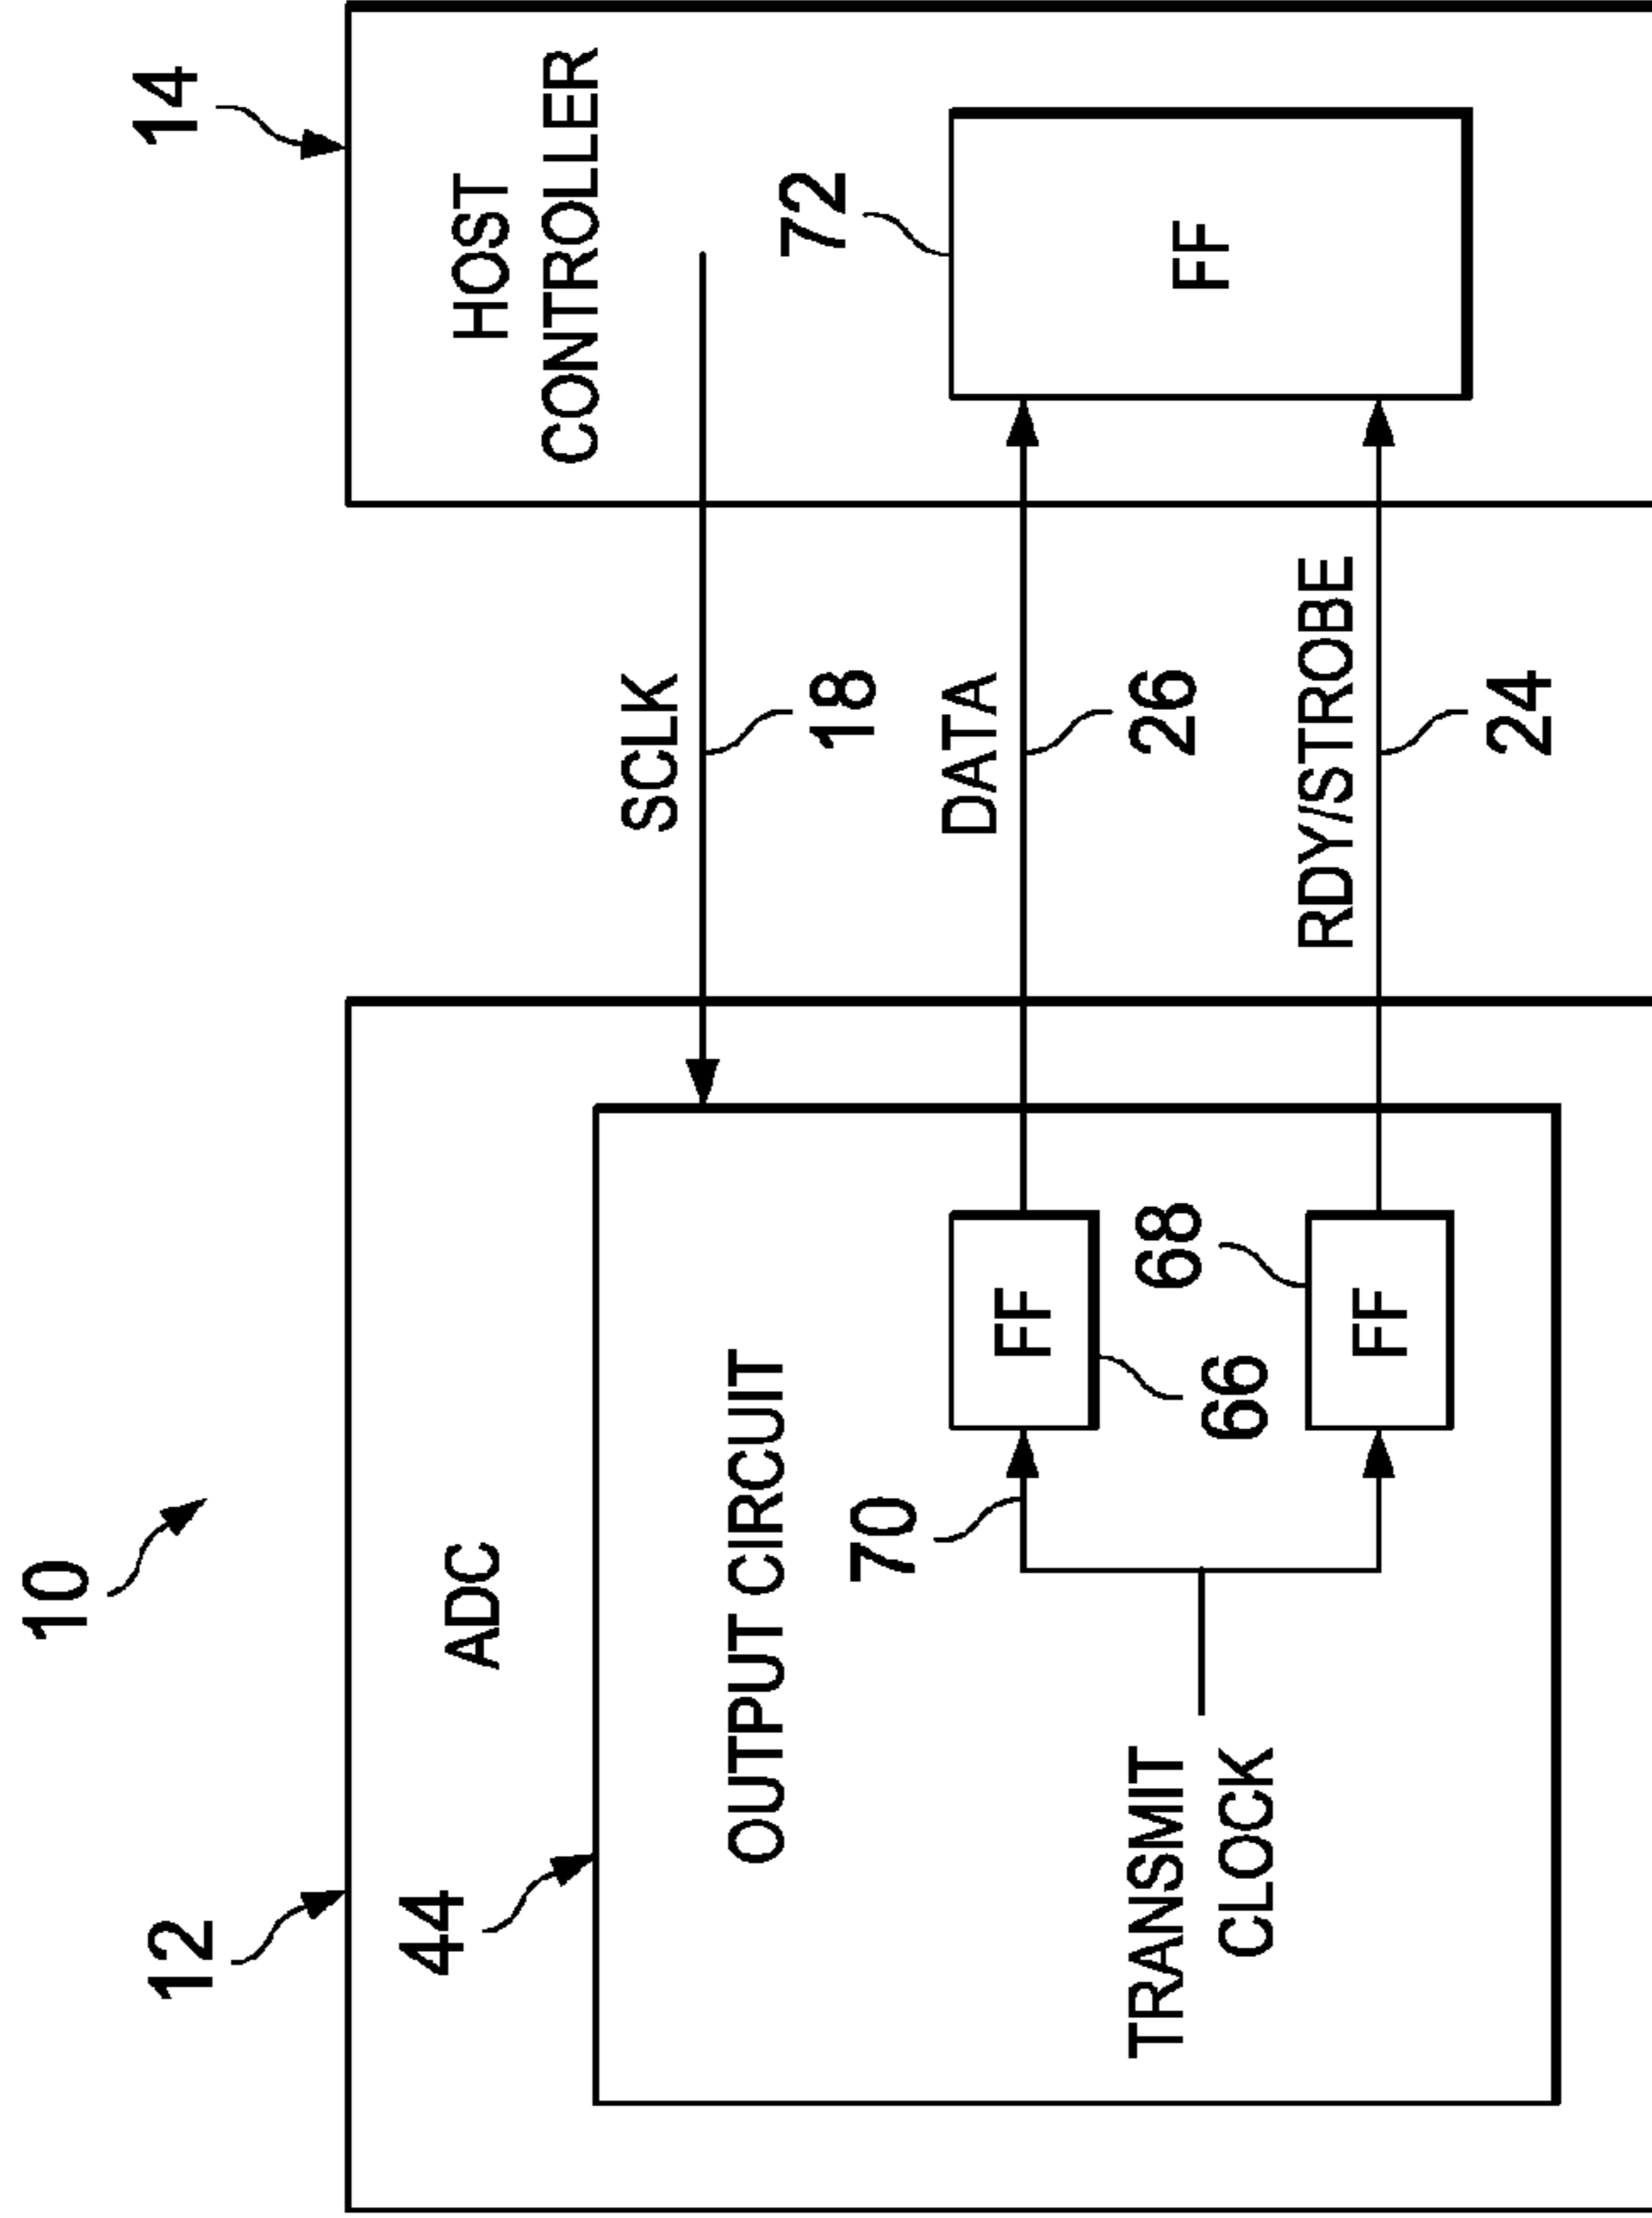 10
12
14
ADC
HOST
CONTROLLER
44
OUTPUT CIRCUIT
SCLK
18
72
70
FF
DATA
26
FF
TRANSMIT
CLOCK
66
68
FF
RDY/STROBE
24